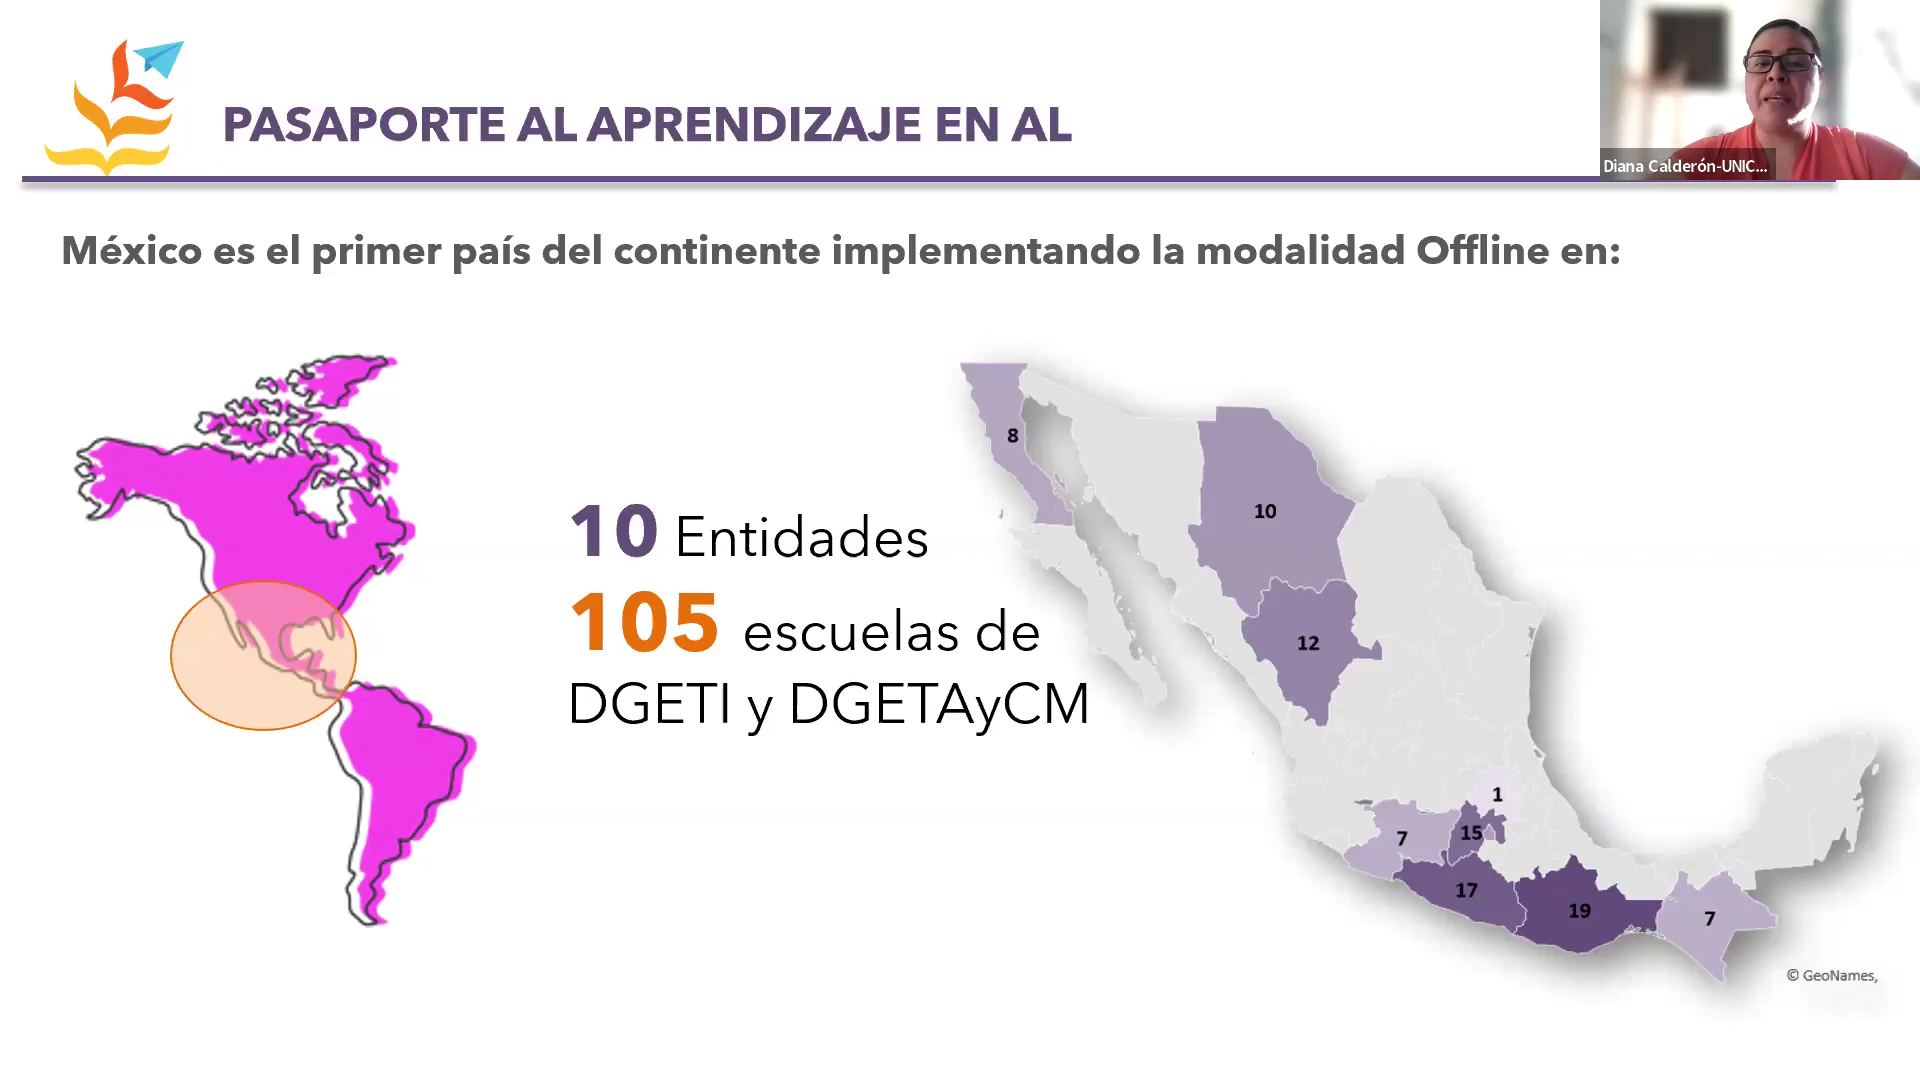 PASAPORTE AL APRENDIZAJE EN AL
Diana Calderón-UNIC...
México es el primer país del continente implementando la modalidad Offline en:
10 Entidades
105 escuelas de
DGETI y DGETAyCM
8
10
12
1
7
15
17
19
7
© GeoNames,